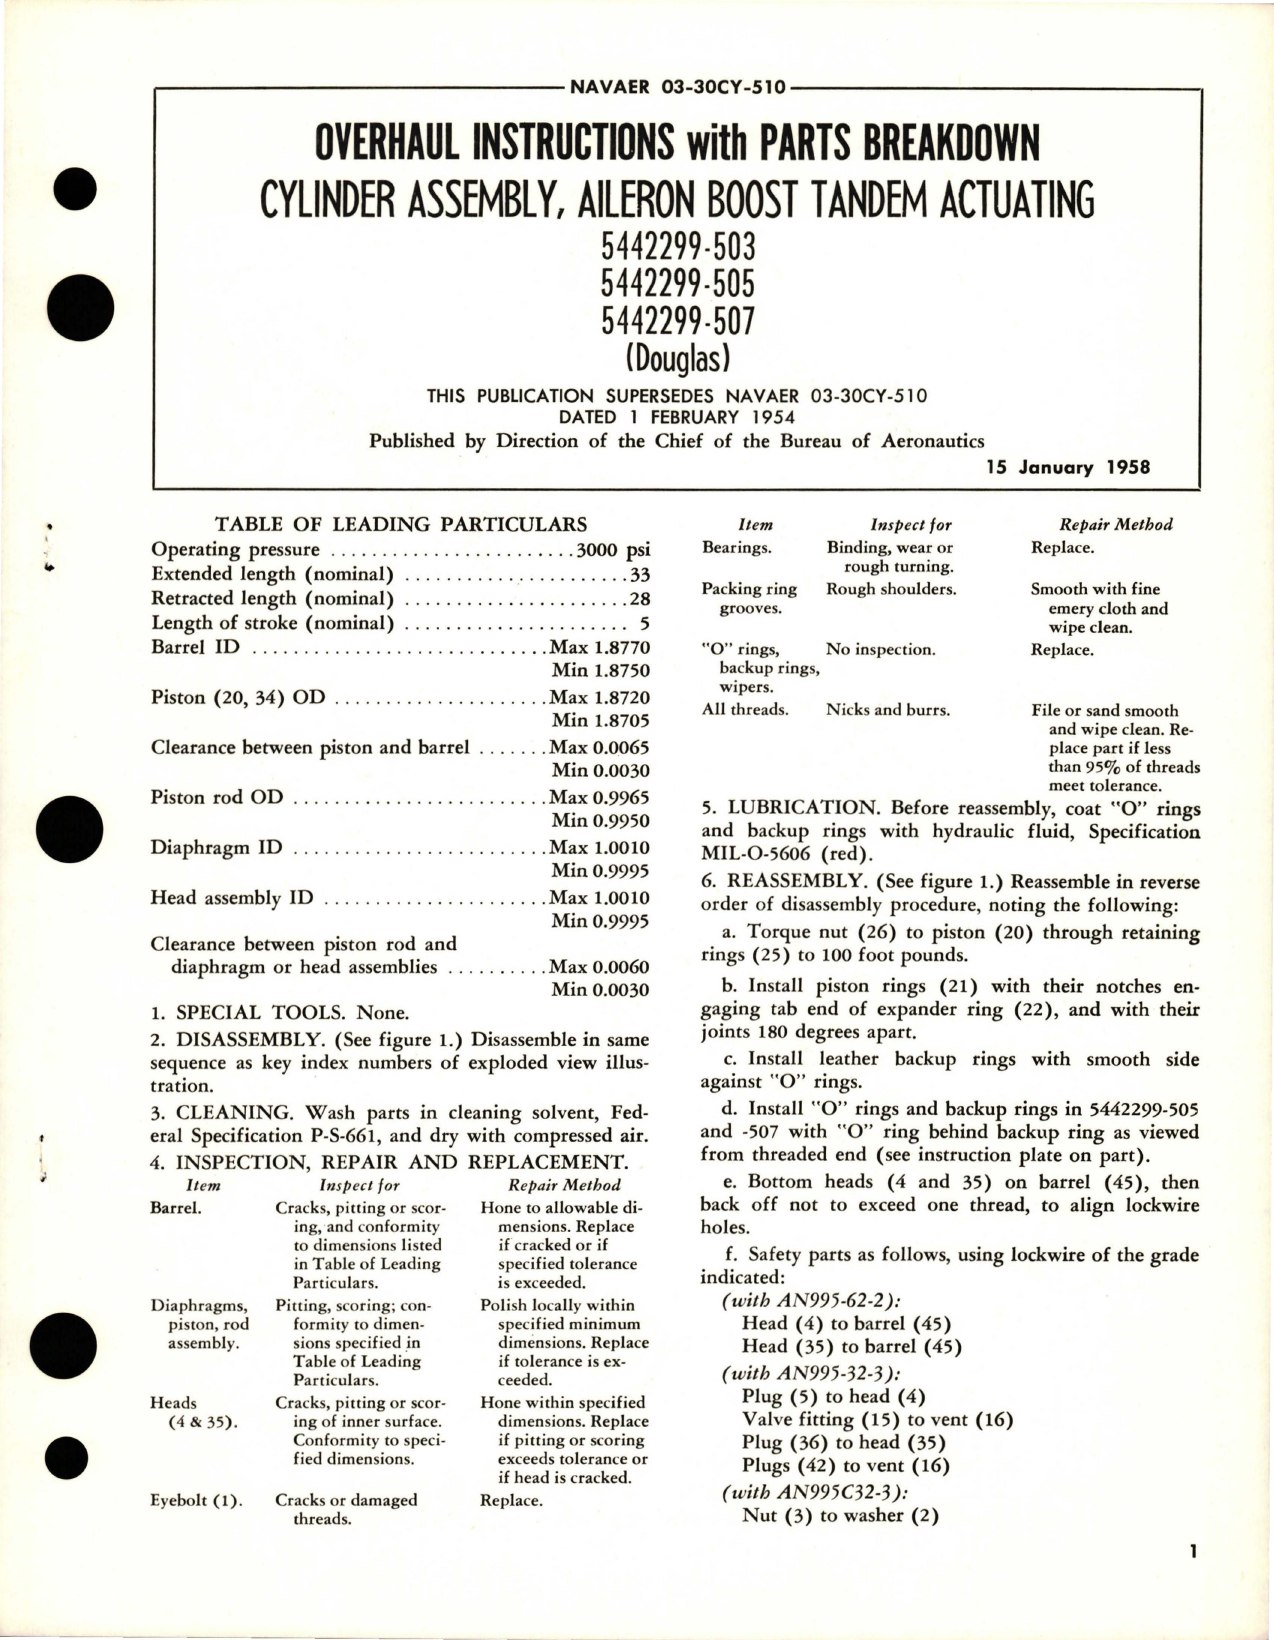 NAVAER 03-30CY-510
OVERHAUL INSTRUCTIONS with PARTS BREAKDOWN
CYLINDER ASSEMBLY, AILERON BOOST TANDEM ACTUATING
5442299-503
5442299-505
5442299-507
(Douglas)
THIS PUBLICATION SUPERSEDES NAVAER 03-30CY-510
DATED 1 FEBRUARY 1954
Published by Direction of the Chief of the Bureau of Aeronautics
15 January 1958
TABLE OF LEADING PARTICULARS
Operating pressure ........................ 3000 psi
Extended length (nominal) ...................... 33
Retracted length (nominal) ...................... 28
Length of stroke (nominal) ...................... 5
Barrel ID ............................. Max 1.8770
Min 1.8750
Piston (20, 34) OD ..................... Max 1.8720
Min 1.8705
Clearance between piston and barrel ....... Max 0.0065
Min 0.0030
Piston rod OD ......................... Max 0.9965
Min 0.9950
Diaphragm ID ......................... Max 1.0010
Min 0.9995
Head assembly ID ...................... Max 1.0010
Min 0.9995
Clearance between piston rod and
diaphragm or head assemblies .......... Max 0.0060
Min 0.0030
1. SPECIAL TOOLS. None.
2. DISASSEMBLY. (See figure 1.) Disassemble in same
sequence as key index numbers of exploded view illus-
tration.
3. CLEANING. Wash parts in cleaning solvent, Fed-
eral Specification P-S-661, and dry with compressed air.
4. INSPECTION, REPAIR AND REPLACEMENT.
Item Inspect for Repair Method
Barrel. Cracks, pitting or scor- Hone to allowable di-
ing, and conformity mensions. Replace
to dimensions listed if cracked or if
in Table of Leading specified tolerance
Particulars. is exceeded.
Diaphragms, Pitting, scoring; con- Polish locally within
piston, rod formity to dimen- specified minimum
assembly. sions specified in dimensions. Replace
Table of Leading if tolerance is ex-
Particulars. ceeded.
Heads Cracks, pitting or scor- Hone within specified
(4 & 35). ing of inner surface. dimensions. Replace
Conformity to speci- if pitting or scoring
fied dimensions. exceeds tolerance or
if head is cracked.
Eyebolt (1). Cracks or damaged Replace.
threads.
Item Inspect for Repair Method
Bearings. Binding, wear or Replace.
rough turning.
Packing ring Rough shoulders. Smooth with fine
grooves. emery cloth and
wipe clean.
"O" rings, No inspection. Replace.
backup rings,
wipers.
All threads. Nicks and burrs. File or sand smooth
and wipe clean. Re-
place part if less
than 95% of threads
meet tolerance.
5. LUBRICATION. Before reassembly, coat "O" rings
and backup rings with hydraulic fluid, Specification
MIL-O-5606 (red).
6. REASSEMBLY. (See figure 1.) Reassemble in reverse
order of disassembly procedure, noting the following:
a. Torque nut (26) to piston (20) through retaining
rings (25) to 100 foot pounds.
b. Install piston rings (21) with their notches en-
gaging tab end of expander ring (22), and with their
joints 180 degrees apart.
c. Install leather backup rings with smooth side
against "O" rings.
d. Install "O" rings and backup rings in 5442299-505
and -507 with "O" ring behind backup ring as viewed
from threaded end (see instruction plate on part).
e. Bottom heads (4 and 35) on barrel (45), then
back off not to exceed one thread, to align lockwire
holes.
f. Safety parts as follows, using lockwire of the grade
indicated:
(with AN995-62-2):
Head (4) to barrel (45)
Head (35) to barrel (45)
(with AN995-32-3):
Plug (5) to head (4)
Valve fitting (15) to vent (16)
Plug (36) to head (35)
Plugs (42) to vent (16)
(with AN995C32-3):
Nut (3) to washer (2)
1